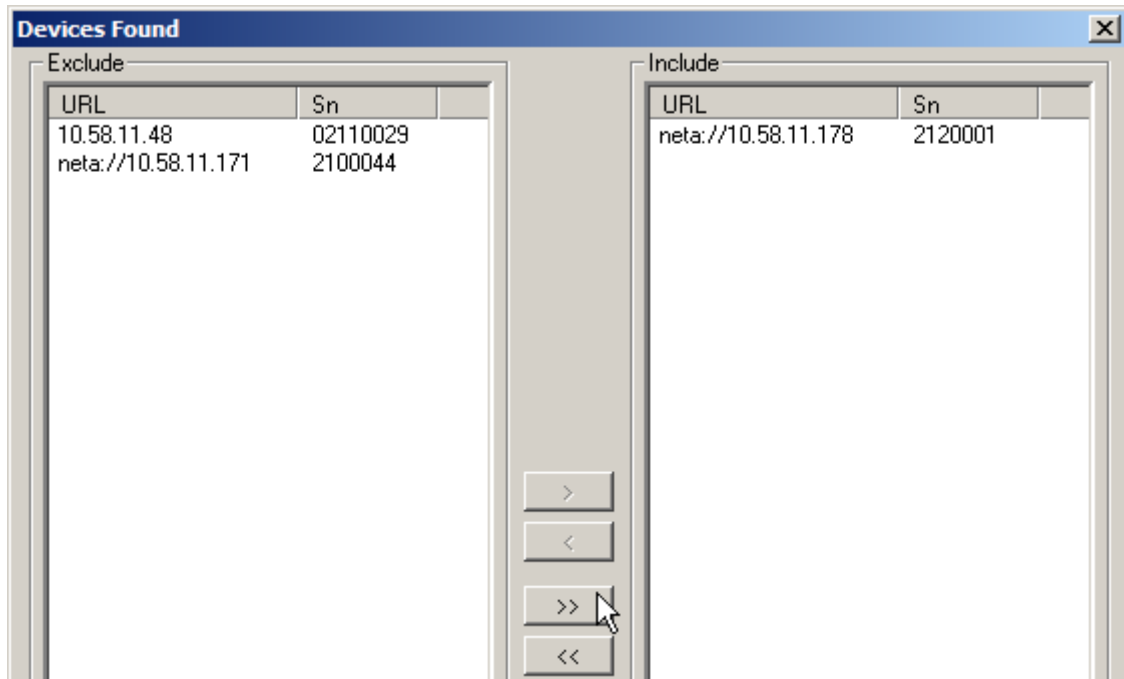 Devices Found
Exclude
URL Sn
10.58.11.48 02110029
neta://10.58.11.171 2100044
>
<
>>
<<
Include
URL Sn
neta://10.58.11.178 2120001